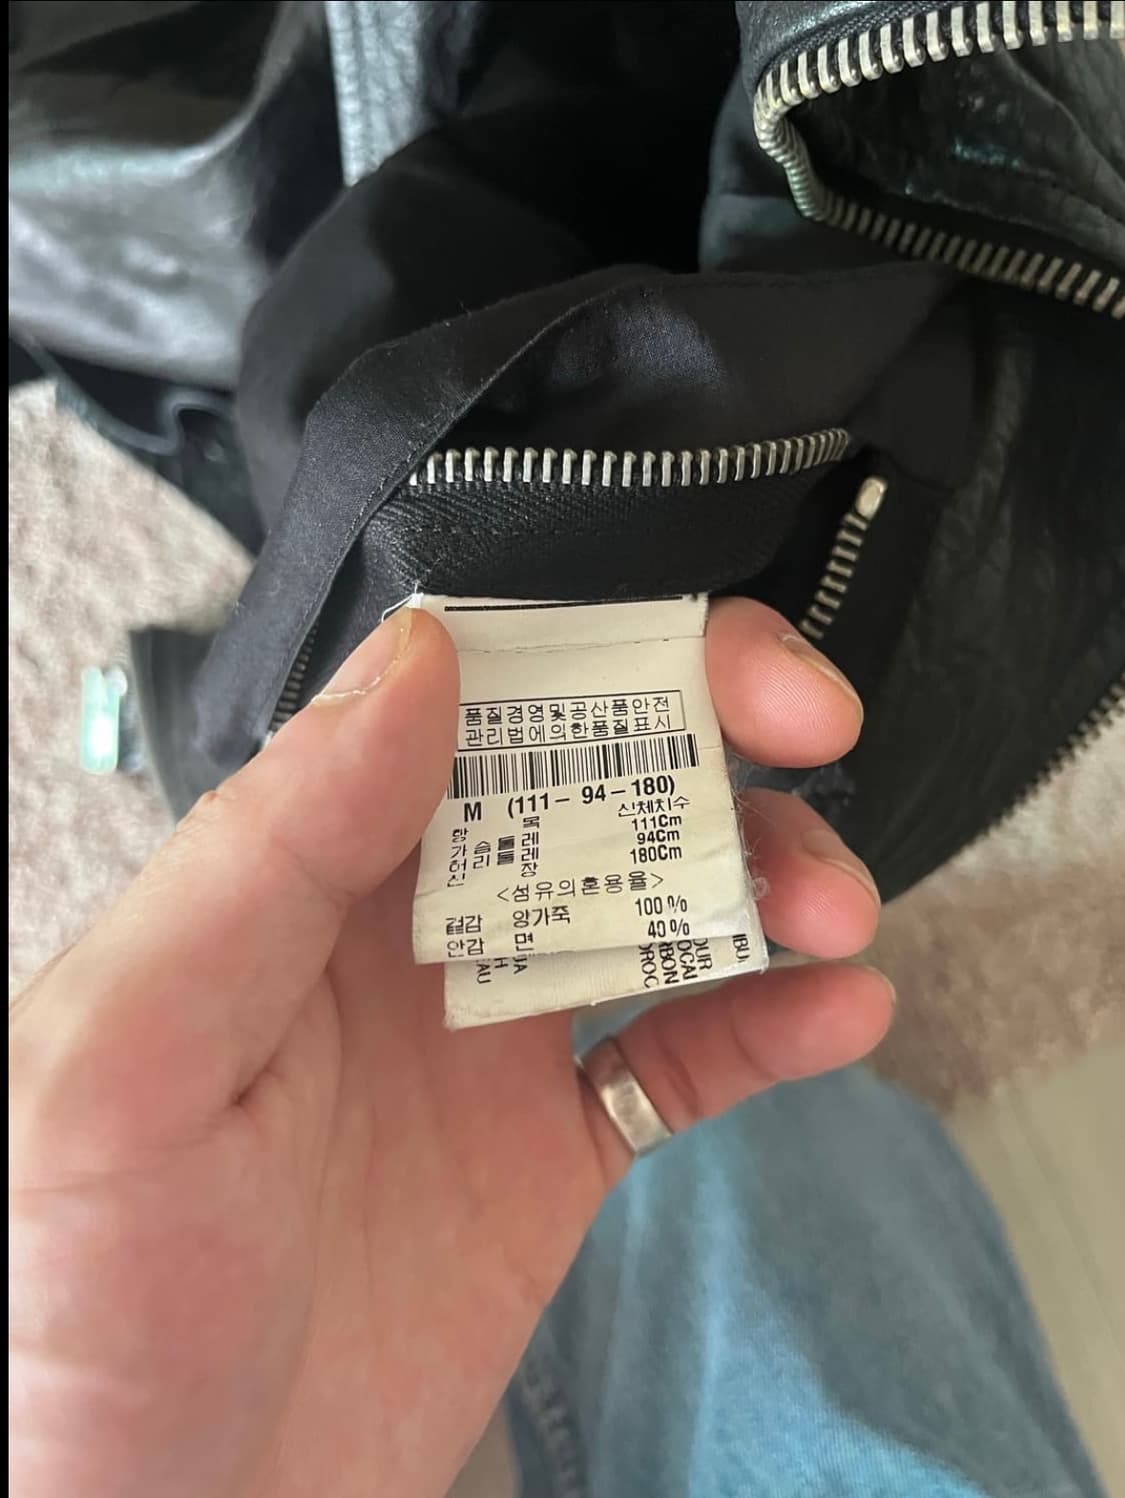 품질경영및공산품안전
관리법에의한품질표시
M (111-94-180)
항 목 신체치수
가슴둘레 111Cm
허리둘레 94Cm
신 장 180Cm
<섬유의혼용율>
겉감 양가죽 100%
안감 면 40%